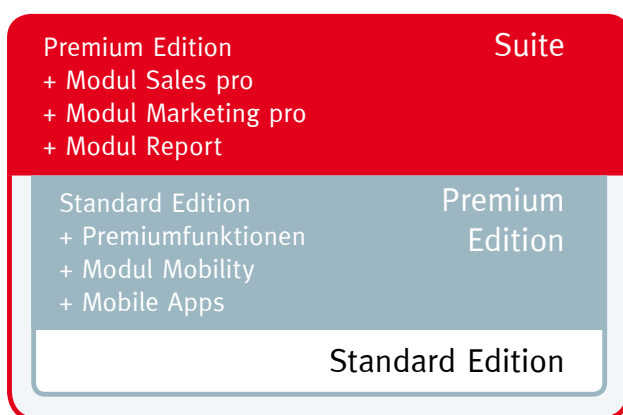 Premium Edition
+ Modul Sales pro
+ Modul Marketing pro
+ Modul Report
Suite
Standard Edition
+ Premiumfunktionen
+ Modul Mobility
+ Mobile Apps
Premium
Edition
Standard Edition